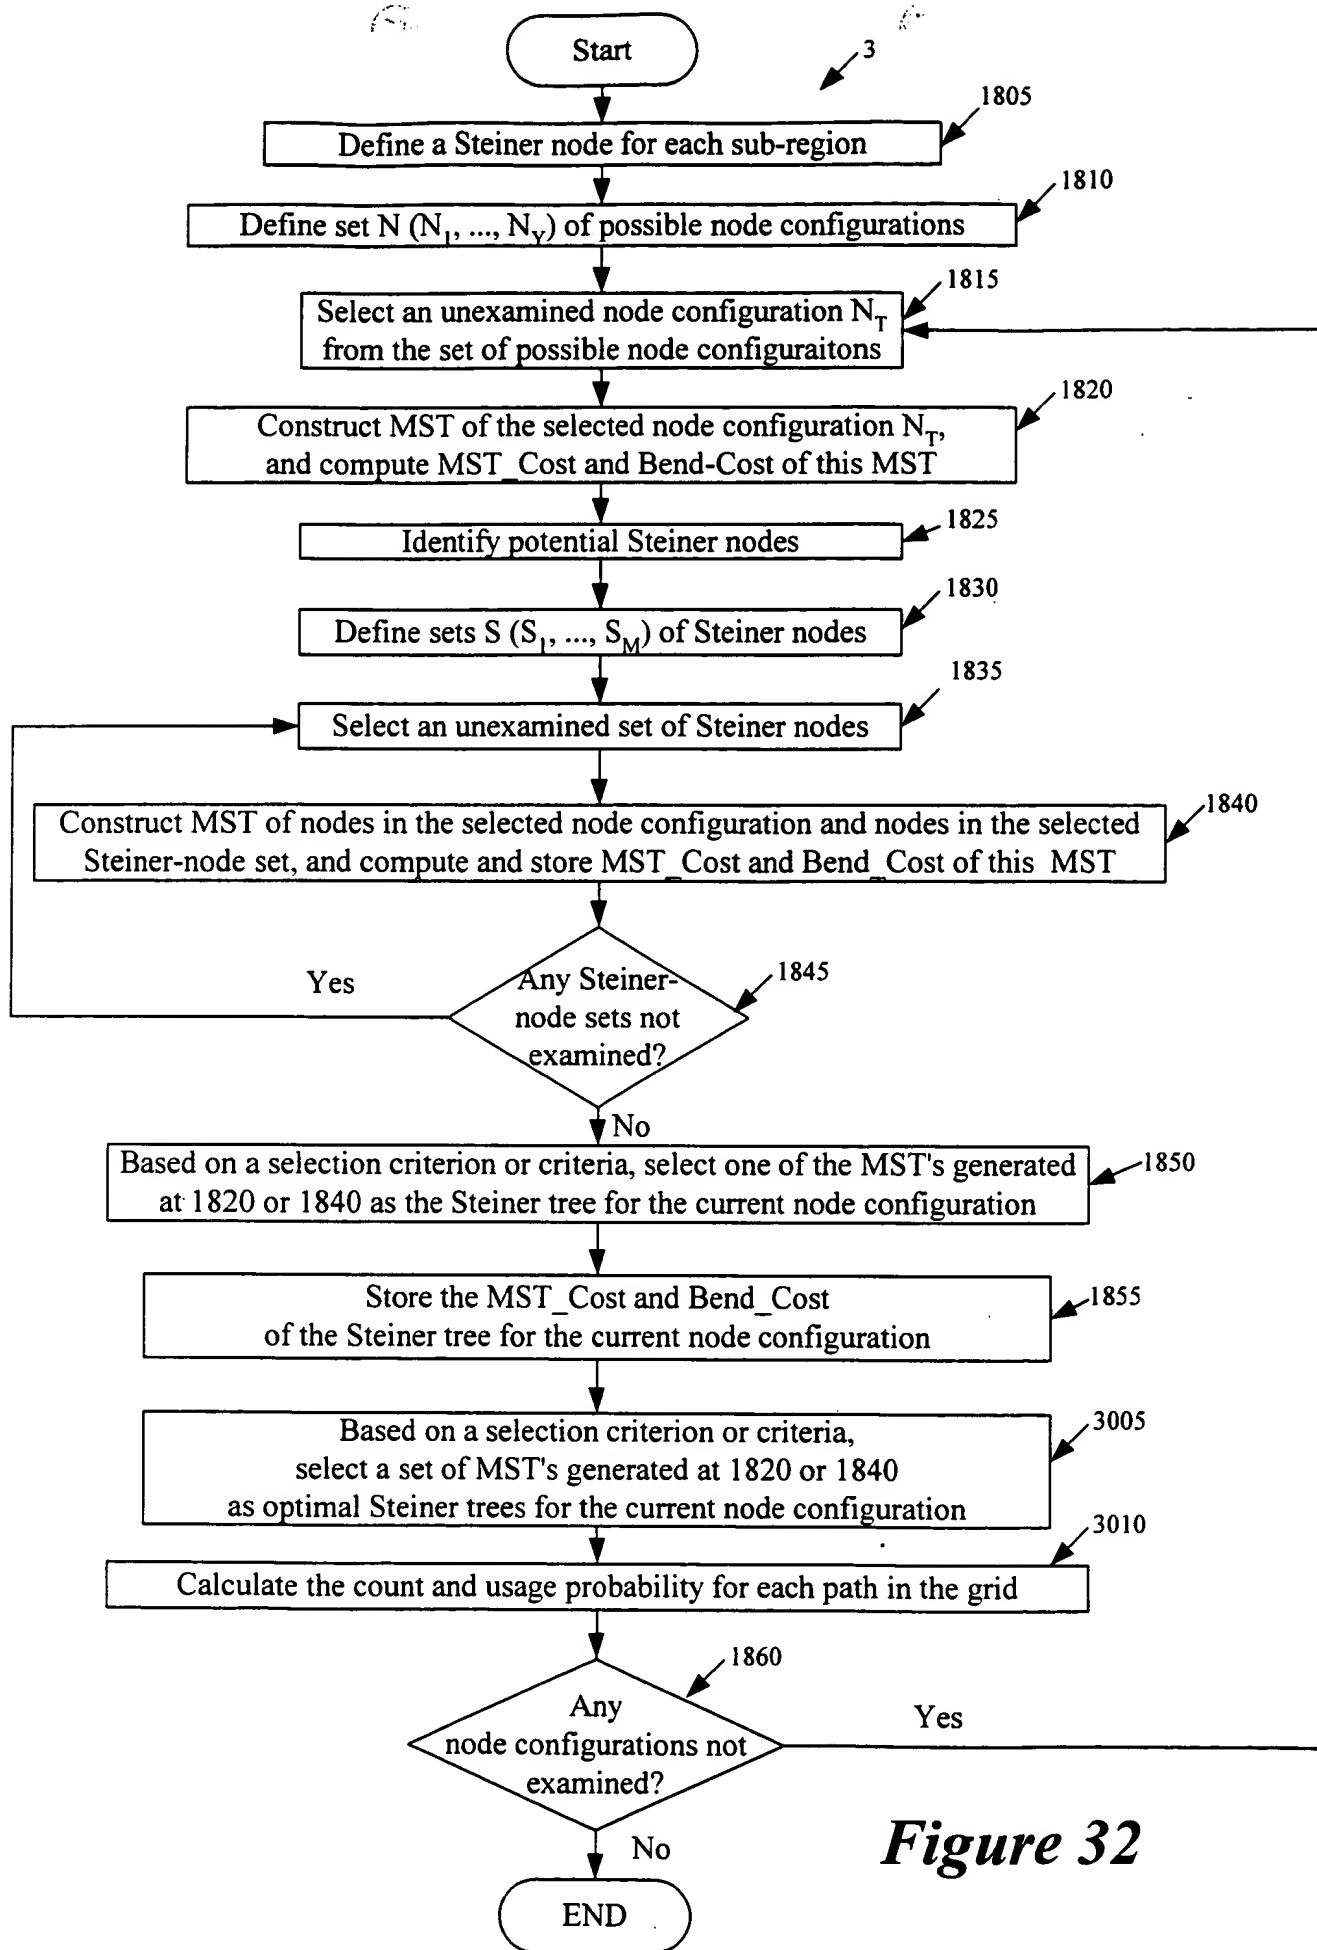 Start
3
1805
Define a Steiner node for each sub-region
1810
Define set N (N1, ..., NY) of possible node configurations
1815
Select an unexamined node configuration NT
from the set of possible node configuraitons
1820
Construct MST of the selected node configuration NT,
and compute MST_Cost and Bend-Cost of this MST
1825
Identify potential Steiner nodes
1830
Define sets S (S1, ..., SM) of Steiner nodes
1835
Select an unexamined set of Steiner nodes
1840
Construct MST of nodes in the selected node configuration and nodes in the selected
Steiner-node set, and compute and store MST_Cost and Bend_Cost of this MST
1845
Yes
Any Steiner-
node sets not
examined?
No
1850
Based on a selection criterion or criteria, select one of the MST's generated
at 1820 or 1840 as the Steiner tree for the current node configuration
1855
Store the MST_Cost and Bend_Cost
of the Steiner tree for the current node configuration
3005
Based on a selection criterion or criteria,
select a set of MST's generated at 1820 or 1840
as optimal Steiner trees for the current node configuration
3010
Calculate the count and usage probability for each path in the grid
1860
Any
node configurations not
examined?
Yes
No
END
Figure 32